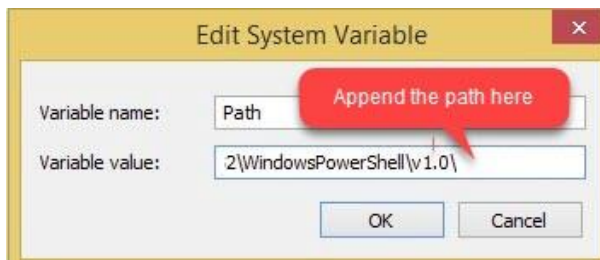 Edit System Variable
x
Append the path here
Variable name:
Path
Variable value:
2\WindowsPowerShell\v1.0\
OK
Cancel